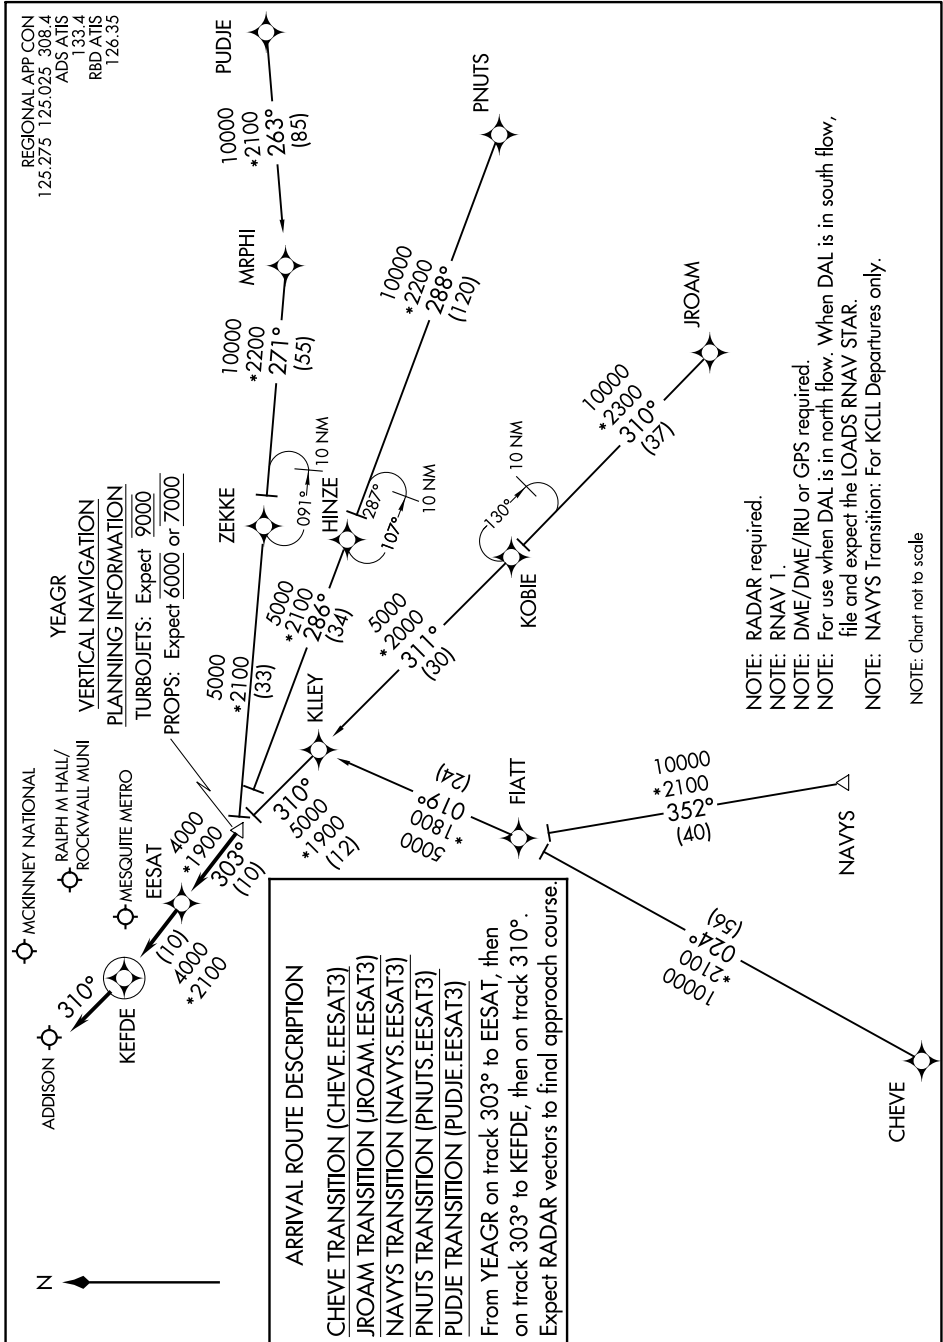 REGIONAL APP CON
125.275 125.025 308.4
ADS ATIS
133.4
RBD ATIS
126.35
N
MCKINNEY NATIONAL
RALPH M HALL/
ROCKWALL MUNI
MESQUITE METRO
ADDISON
310°
KEFDE
(10)
4000
*2100
EESAT
4000
*1900
303°
(10)
YEAGR
VERTICAL NAVIGATION
PLANNING INFORMATION
TURBOJETS: Expect 9000
PROPS: Expect 6000 or 7000
PUDJE
10000
*2100
263°
(85)
MRPHI
10000
*2200
271°
(55)
ZEKKE
091°
10 NM
5000
*2100
(33)
PNUTS
10000
*2200
288°
(120)
HINZE
287°
107°
10 NM
5000
*2100
286°
(34)
JROAM
10000
*2300
310°
(37)
KOBIE
130°
10 NM
5000
*2000
311°
(30)
KLLEY
310°
5000
*1900
(12)
FIATT
(24)
019°
*1800
5000
10000
*2100
352°
(40)
NAVYS
(56)
024°
*2100
10000
CHEVE
ARRIVAL ROUTE DESCRIPTION
CHEVE TRANSITION (CHEVE.EESAT3)
JROAM TRANSITION (JROAM.EESAT3)
NAVYS TRANSITION (NAVYS.EESAT3)
PNUTS TRANSITION (PNUTS.EESAT3)
PUDJE TRANSITION (PUDJE.EESAT3)
From YEAGR on track 303° to EESAT, then
on track 303° to KEFDE, then on track 310°.
Expect RADAR vectors to final approach course.
NOTE: RADAR required.
NOTE: RNAV 1.
NOTE: DME/DME/IRU or GPS required.
NOTE: For use when DAL is in north flow. When DAL is in south flow,
file and expect the LOADS RNAV STAR.
NOTE: NAVYS Transition: For KCLL Departures only.
NOTE: Chart not to scale